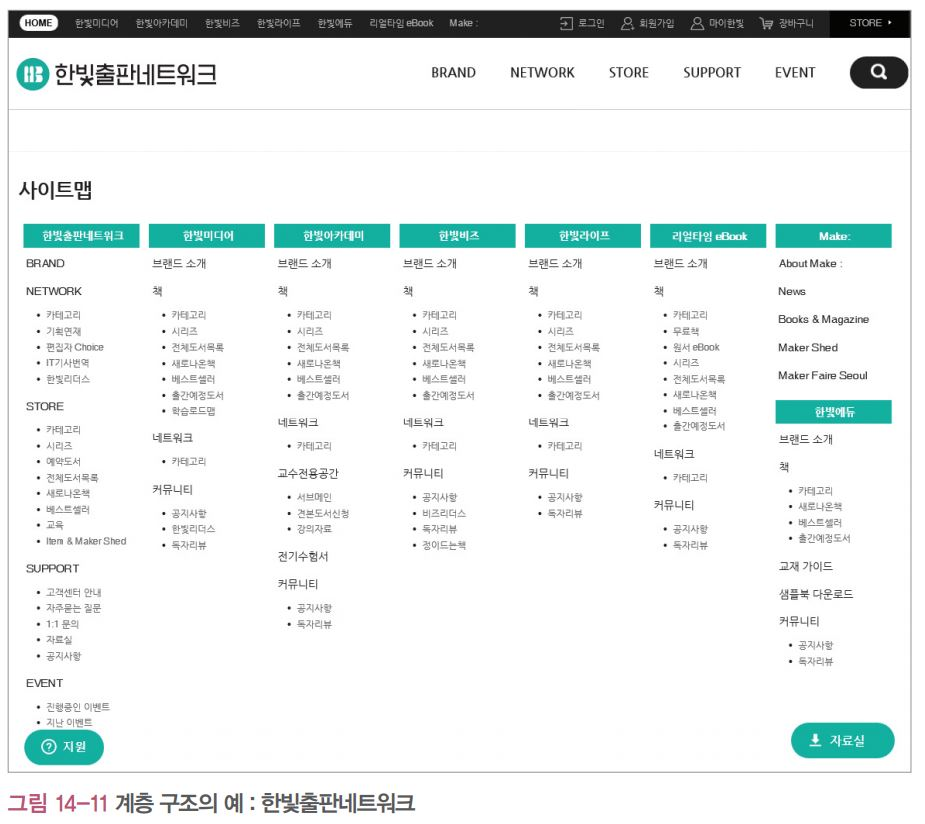 HOME 한빛미디어 한빛아카데미 한빛비즈 한빛라이프 한빛에듀 리얼타임 eBook Make : 로그인 회원가입 마이한빛 장바구니 STORE
한빛출판네트워크 BRAND NETWORK STORE SUPPORT EVENT
사이트맵
한빛출판네트워크
BRAND
NETWORK
• 카테고리
• 기획연재
• 편집자 Choice
• IT기사번역
• 한빛리더스
STORE
• 카테고리
• 시리즈
• 예약도서
• 전체도서목록
• 새로나온책
• 베스트셀러
• 교육
• Item & Maker Shed
SUPPORT
• 고객센터 안내
• 자주묻는 질문
• 1:1 문의
• 자료실
• 공지사항
EVENT
• 진행중인 이벤트
• 지난 이벤트
한빛미디어
브랜드 소개
책
• 카테고리
• 시리즈
• 전체도서목록
• 새로나온책
• 베스트셀러
• 출간예정도서
• 학습로드맵
네트워크
• 카테고리
커뮤니티
• 공지사항
• 한빛리더스
• 독자리뷰
한빛아카데미
브랜드 소개
책
• 카테고리
• 시리즈
• 전체도서목록
• 새로나온책
• 베스트셀러
• 출간예정도서
네트워크
• 카테고리
교수전용공간
• 서브메인
• 견본도서신청
• 강의자료
전기수험서
커뮤니티
• 공지사항
• 독자리뷰
한빛비즈
브랜드 소개
책
• 카테고리
• 시리즈
• 전체도서목록
• 새로나온책
• 베스트셀러
• 출간예정도서
네트워크
• 카테고리
커뮤니티
• 공지사항
• 비즈리더스
• 독자리뷰
• 정이드는책
한빛라이프
브랜드 소개
책
• 카테고리
• 시리즈
• 전체도서목록
• 새로나온책
• 베스트셀러
• 출간예정도서
네트워크
• 카테고리
커뮤니티
• 공지사항
• 독자리뷰
리얼타임 eBook
브랜드 소개
책
• 카테고리
• 무료책
• 원서 eBook
• 시리즈
• 전체도서목록
• 새로나온책
• 베스트셀러
• 출간예정도서
네트워크
• 카테고리
커뮤니티
• 공지사항
• 독자리뷰
Make:
About Make :
News
Books & Magazine
Maker Shed
Maker Faire Seoul
한빛에듀
브랜드 소개
책
• 카테고리
• 새로나온책
• 베스트셀러
• 출간예정도서
교재 가이드
샘플북 다운로드
커뮤니티
• 공지사항
• 독자리뷰
? 지원
자료실
그림 14-11 계층 구조의 예 : 한빛출판네트워크